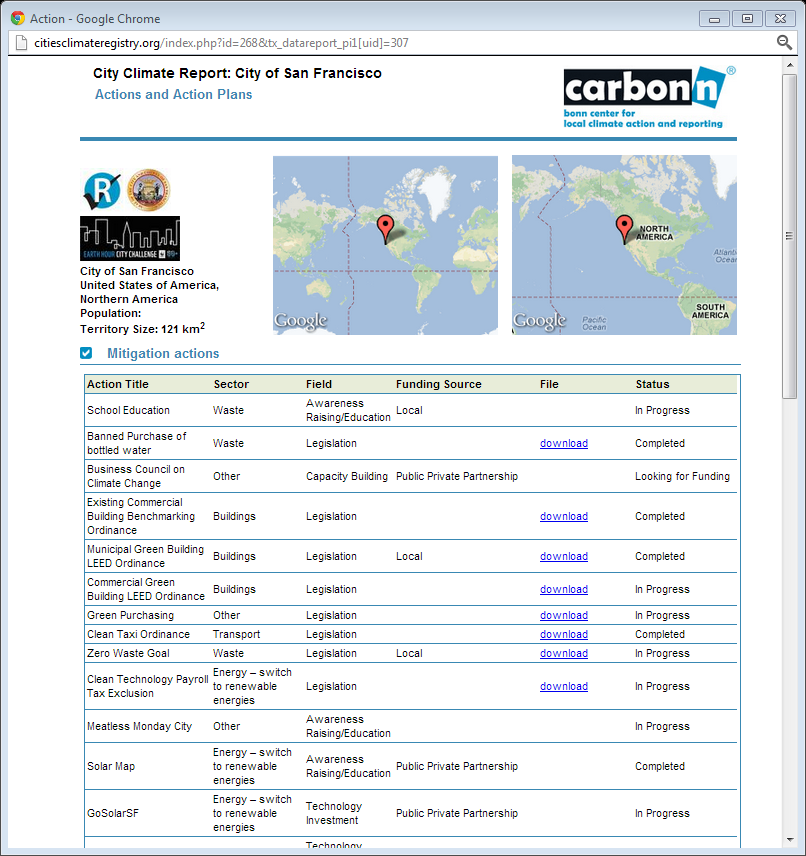 Action - Google Chrome
citiesclimateregistry.org/index.php?id=268&tx_datareport_pi1[uid]=307
City Climate Report: City of San Francisco
Actions and Action Plans
carbonn®
bonn center for
local climate action and reporting
R
EARTH HOUR CITY CHALLENGE
NORTH
AMERICA
Atlantic
Ocean
SOUTH
AMERICA
Pacific
Ocean
Google
Google
City of San Francisco
United States of America,
Northern America
Population:
Territory Size: 121 km2
Mitigation actions
Action Title Sector Field Funding Source File Status
School Education Waste Awareness Raising/Education Local In Progress
Banned Purchase of bottled water Waste Legislation download Completed
Business Council on Climate Change Other Capacity Building Public Private Partnership Looking for Funding
Existing Commercial Building Benchmarking Ordinance Buildings Legislation download Completed
Municipal Green Building LEED Ordinance Buildings Legislation Local download Completed
Commercial Green Building LEED Ordinance Buildings Legislation download In Progress
Green Purchasing Other Legislation download In Progress
Clean Taxi Ordinance Transport Legislation download Completed
Zero Waste Goal Waste Legislation Local download In Progress
Clean Technology Payroll Tax Exclusion Energy – switch to renewable energies Legislation download In Progress
Meatless Monday City Other Awareness Raising/Education In Progress
Solar Map Energy – switch to renewable energies Awareness Raising/Education Public Private Partnership Completed
GoSolarSF Energy – switch to renewable energies Technology Investment Public Private Partnership In Progress
Technology